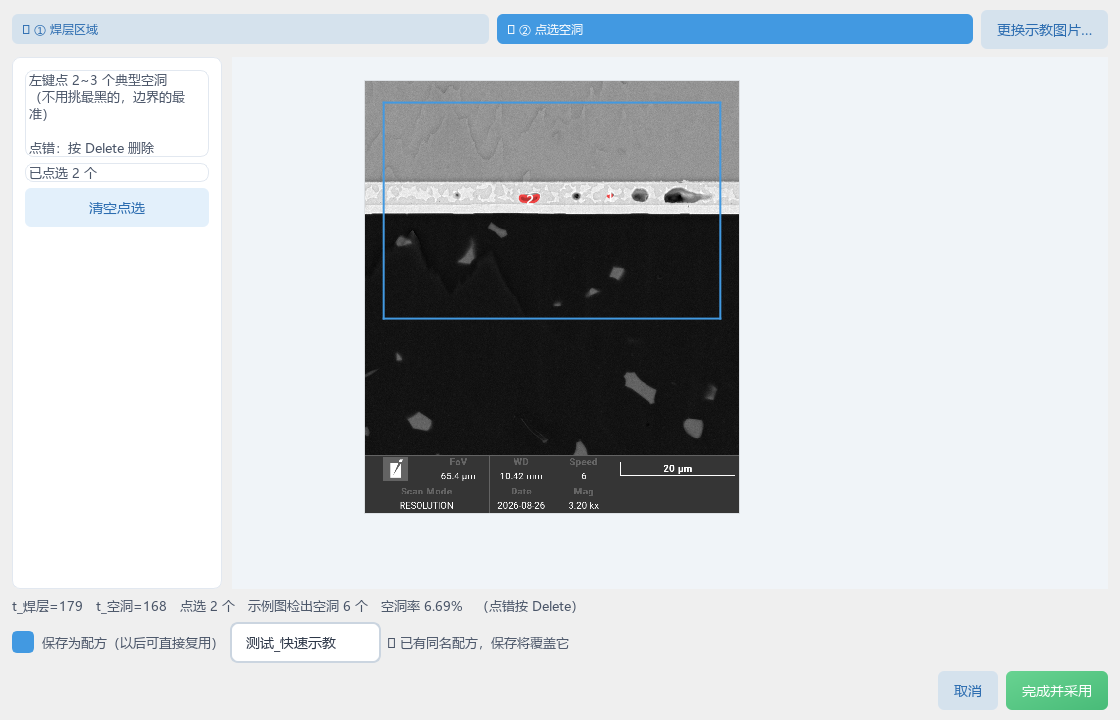 ① 焊层区域
② 点选空洞
更换示教图片...
左键点 2~3 个典型空洞
（不用挑最黑的，边界的最
准）
点错：按 Delete 删除
已点选 2 个
清空点选
2
FoV
WD
Speed
20 µm
65.4 µm
10.42 mm
6
Scan Mode
Date
Mag
RESOLUTION
2026-08-26
3.20 kx
t_焊层=179 t_空洞=168 点选 2 个 示例图检出空洞 6 个 空洞率 6.69% （点错按 Delete）
保存为配方（以后可直接复用）
测试_快速示教
已有同名配方，保存将覆盖它
取消
完成并采用